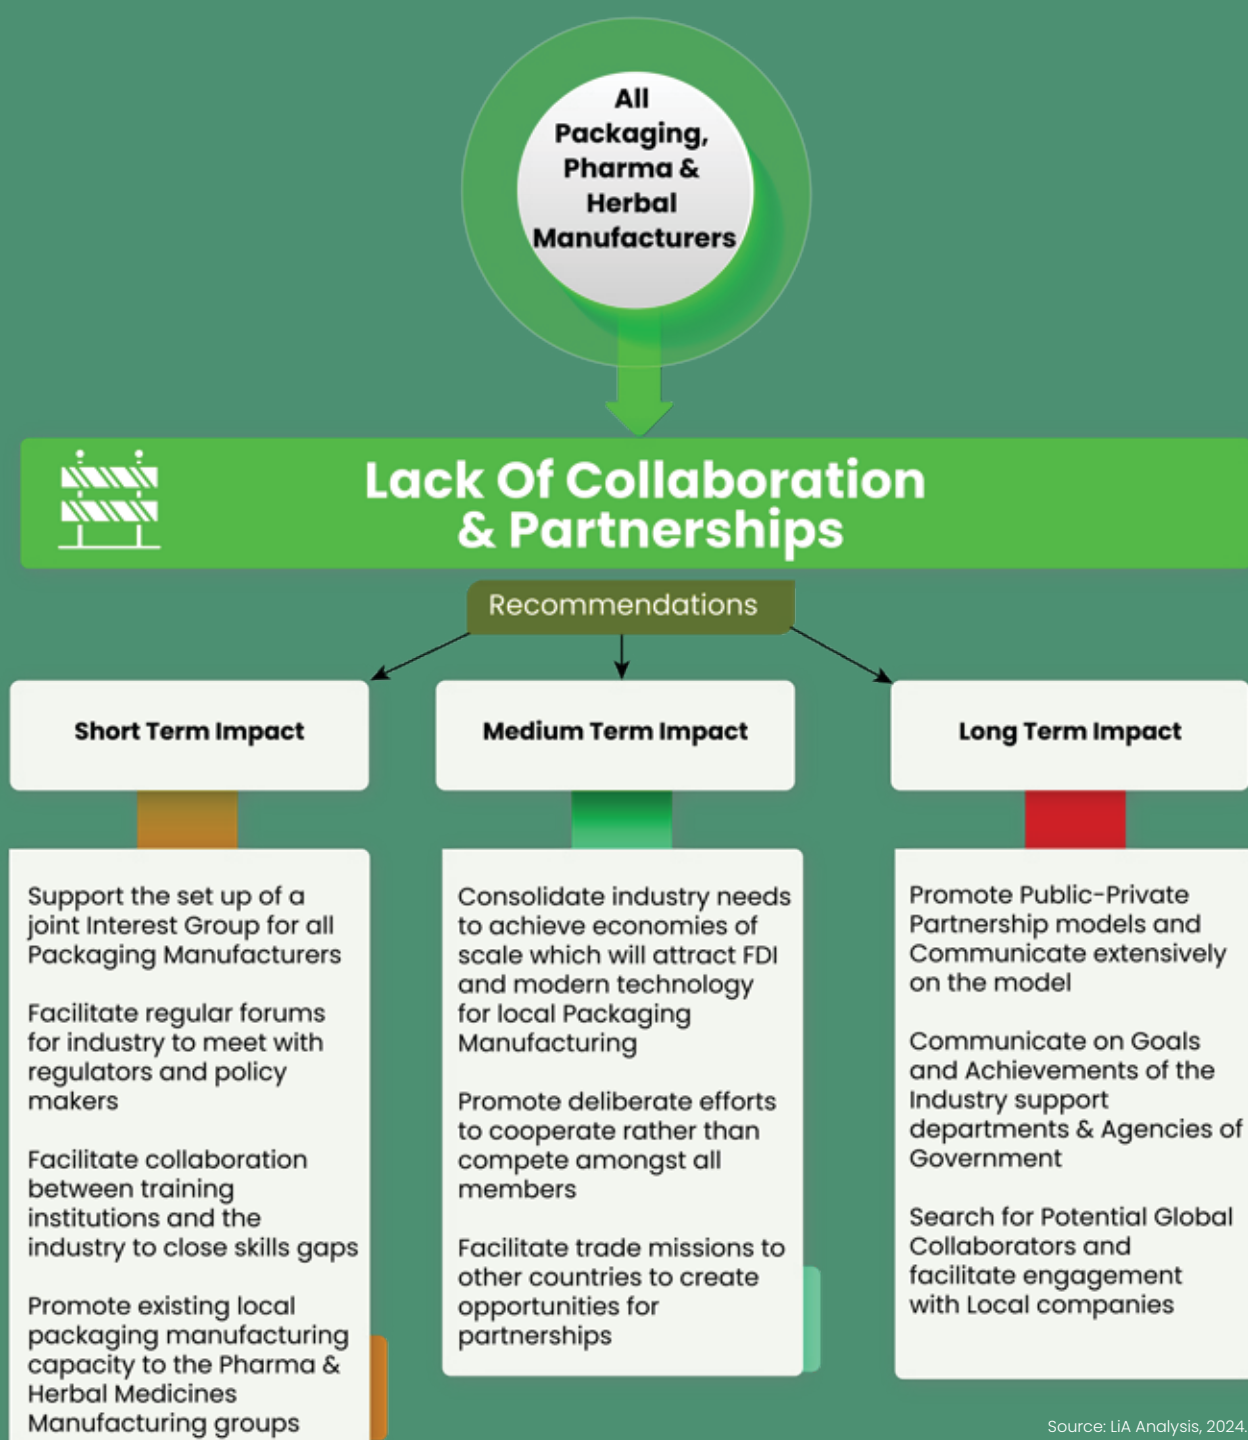 All
Packaging,
Pharma &
Herbal
Manufacturers
Lack Of Collaboration
& Partnerships
Recommendations
Short Term Impact
Medium Term Impact
Long Term Impact
Support the set up of a
joint Interest Group for all
Packaging Manufacturers
Facilitate regular forums
for industry to meet with
regulators and policy
makers
Facilitate collaboration
between training
institutions and the
industry to close skills gaps
Promote existing local
packaging manufacturing
capacity to the Pharma &
Herbal Medicines
Manufacturing groups
Consolidate industry needs
to achieve economies of
scale which will attract FDI
and modern technology
for local Packaging
Manufacturing
Promote deliberate efforts
to cooperate rather than
compete amongst all
members
Facilitate trade missions to
other countries to create
opportunities for
partnerships
Promote Public-Private
Partnership models and
Communicate extensively
on the model
Communicate on Goals
and Achievements of the
Industry support
departments & Agencies of
Government
Search for Potential Global
Collaborators and
facilitate engagement
with Local companies
Source: LiA Analysis, 2024.